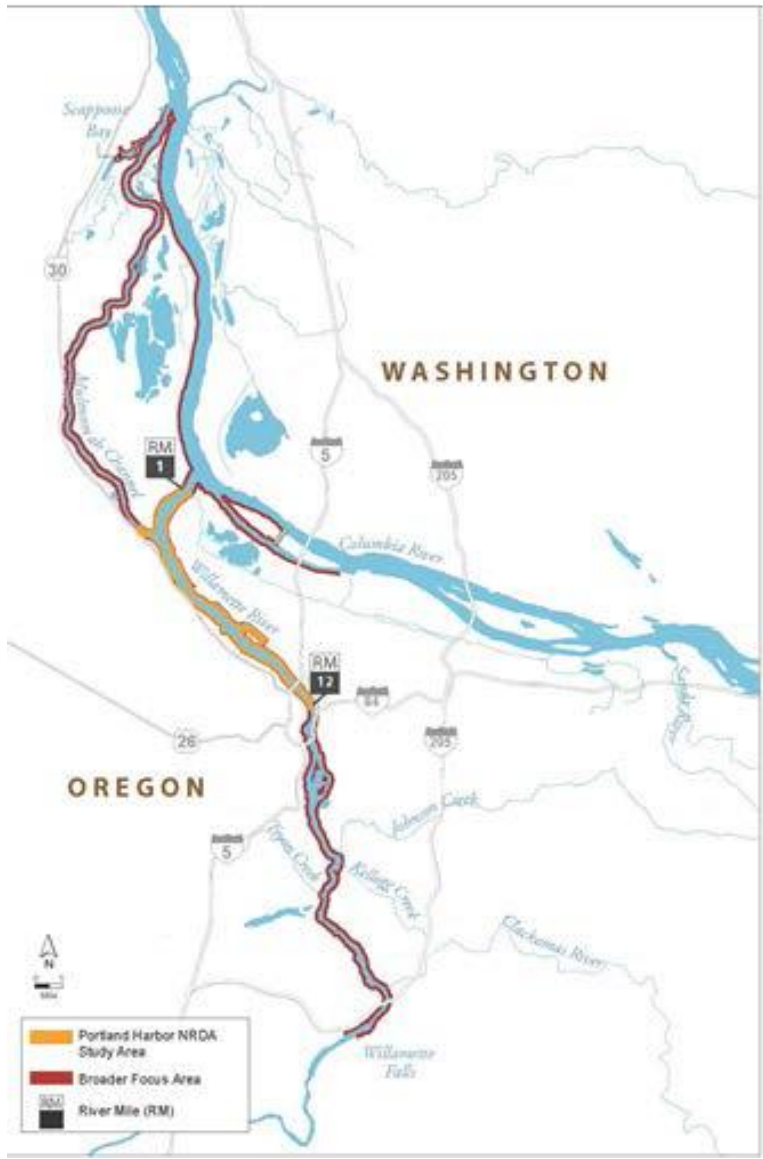 Scappoose
Bay
30
WASHINGTON
Multnomah Channel
RM
1
5
205
Columbia River
Willamette River
RM
12
84
26
205
Sandy River
OREGON
Johnson Creek
5
Tryon Creek
Kellogg Creek
Clackamas River
N
Miles
Portland Harbor NRDA
Study Area
Broader Focus Area
RM
River Mile (RM)
Willamette
Falls